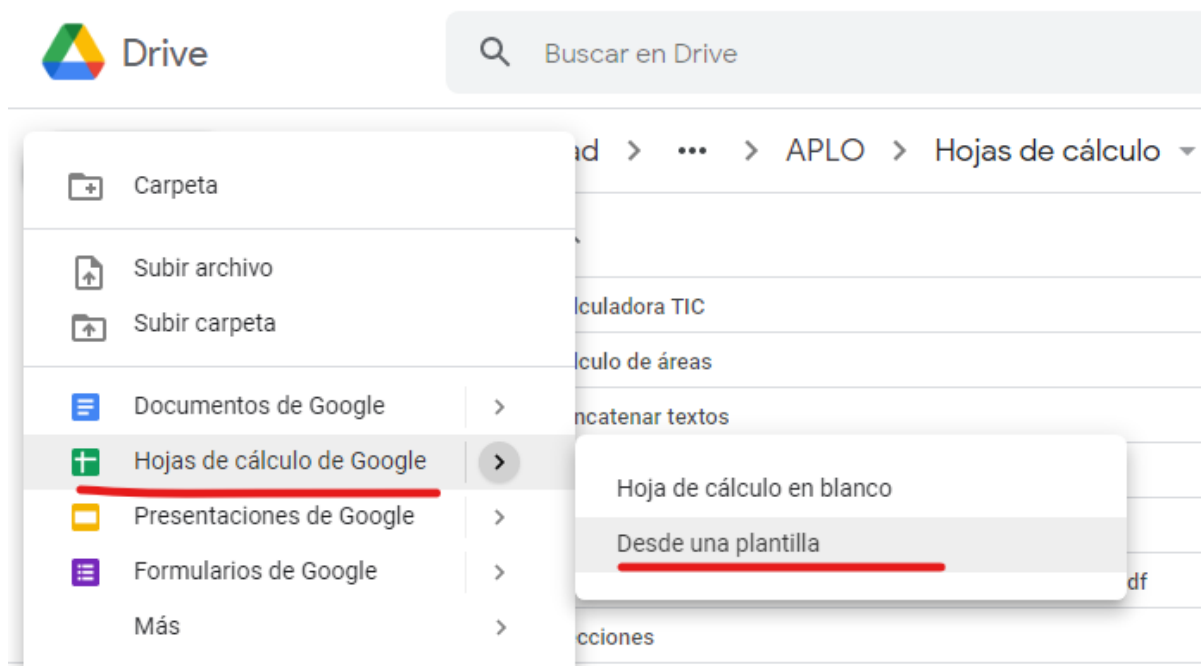 Drive
Buscar en Drive
ad > ••• > APLO > Hojas de cálculo
Carpeta
Subir archivo
Subir carpeta
lculadora TIC
lculo de áreas
Documentos de Google
ncatenar textos
Hojas de cálculo de Google
Hoja de cálculo en blanco
Presentaciones de Google
Desde una plantilla
Formularios de Google
df
Más
cciones